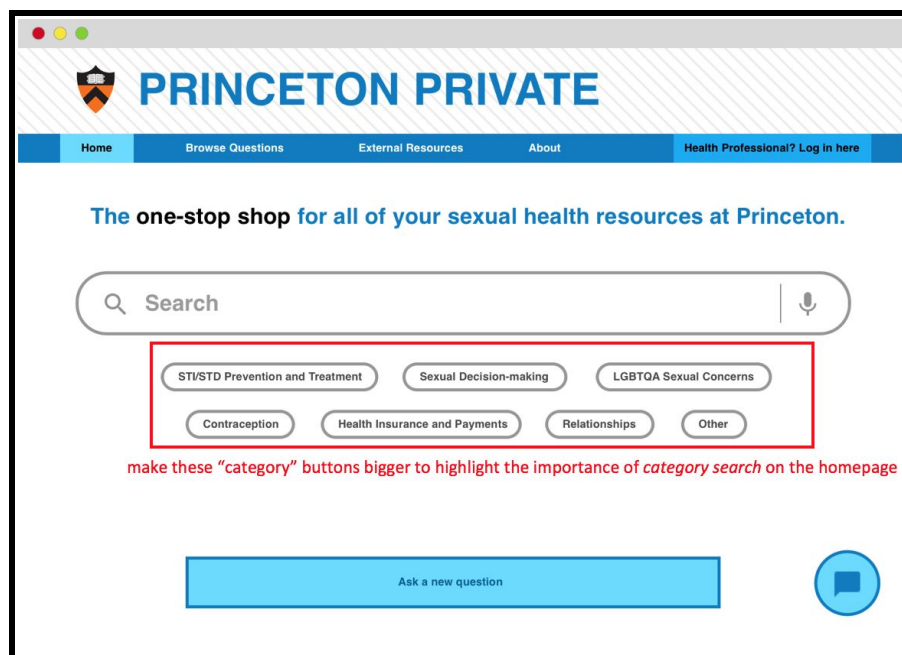 PRINCETON PRIVATE
Home Browse Questions External Resources About Health Professional? Log in here
The one-stop shop for all of your sexual health resources at Princeton.
Search
STI/STD Prevention and Treatment Sexual Decision-making LGBTQA Sexual Concerns
Contraception Health Insurance and Payments Relationships Other
make these “category” buttons bigger to highlight the importance of category search on the homepage
Ask a new question